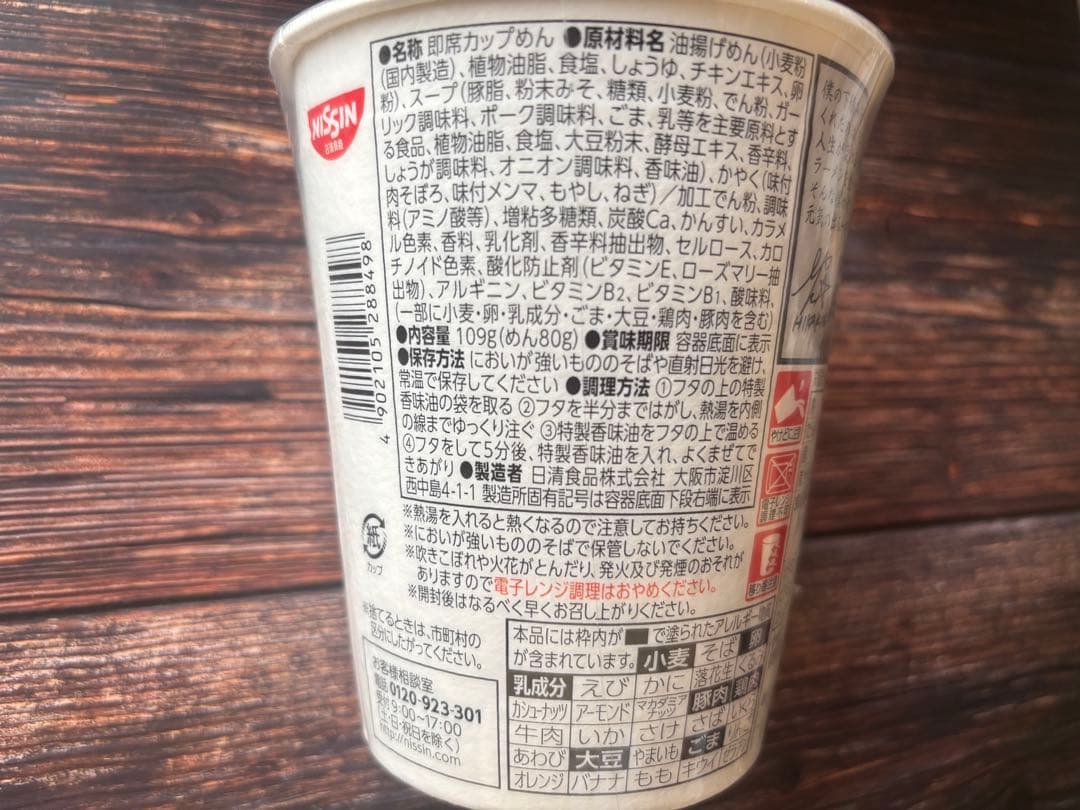 ●名称 即席カップめん ●原材料名 油揚げめん(小麦粉
(国内製造)、植物油脂、食塩、しょうゆ、チキンエキス、卵
粉)、スープ(豚脂、粉末みそ、糖類、小麦粉、でん粉、ガー
リック調味料、ポーク調味料、ごま、乳等を主要原料とす
る食品、植物油脂、食塩、大豆粉末、酵母エキス、香辛料、
しょうが調味料、オニオン調味料、香味油)、かやく(味付
肉そぼろ、味付メンマ、もやし、ねぎ)/加工でん粉、調味
料(アミノ酸等)、増粘多糖類、炭酸Ca、かんすい、カラメ
ル色素、香料、乳化剤、香辛料抽出物、セルロース、カロ
チノイド色素、酸化防止剤(ビタミンE、ローズマリー抽
出物)、アルギニン、ビタミンB2、ビタミンB1、酸味料、
(一部に小麦・卵・乳成分・ごま・大豆・鶏肉・豚肉を含む)
●内容量 109g(めん80g) ●賞味期限 容器底面に表示
●保存方法 においが強いもののそばや直射日光を避け、
常温で保存してください ●調理方法 ①フタの上の特製
香味油の袋を取る ②フタを半分まではがし、熱湯を内側
の線までゆっくり注ぐ ③特製香味油をフタの上で温める
④フタをして5分後、特製香味油を入れ、よくまぜてで
きあがり ●製造者 日清食品株式会社 大阪市淀川区
西中島4-1-1 製造所固有記号は容器底面下段右端に表示
NISSIN
日清食品
4 902105 288498
※熱湯を入れると熱くなるので注意してお持ちください。
※においが強いもののそばで保管しないでください。
※吹きこぼれや火花がとんだり、発火及び発煙のおそれが
ありますので電子レンジ調理はおやめください。
※開封後はなるべく早くお召し上がりください。
紙
カップ
やけどに注意
※捨てるときは、市町村の
区分にしたがってください。
お客様相談室
電話0120-923-301
受付9:00~17:00
(土・日・祝日を除く)
http://nissin.com
本品には枠内が■で塗られたアレルギー物質
が含まれています。 小麦 そば 卵
乳成分 えび かに 落花生 くるみ
カシューナッツ アーモンド マカダミアナッツ 豚肉 鶏肉
牛肉 いか さけ さば いくら
あわび 大豆 やまいも ごま
オレンジ バナナ もも キウイ ゼラチン